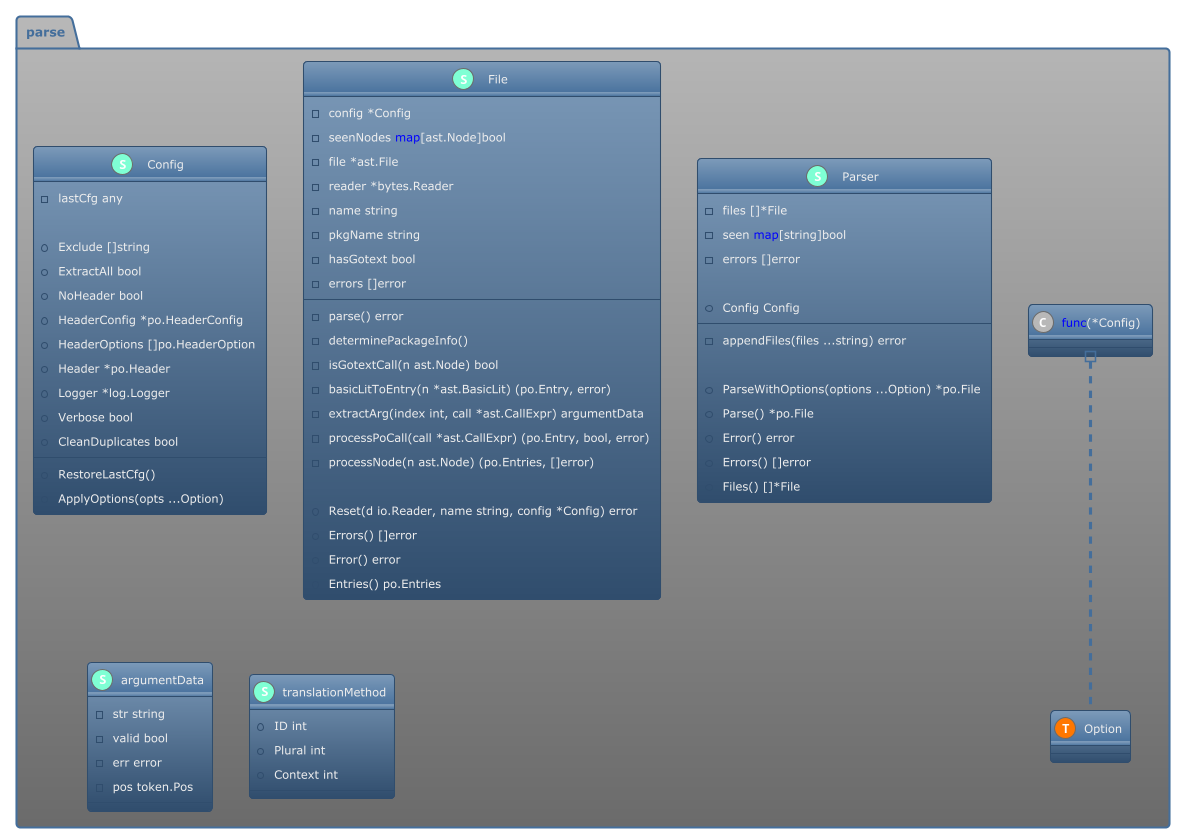 parse
S Config
lastCfg any
Exclude []string
ExtractAll bool
NoHeader bool
HeaderConfig *po.HeaderConfig
HeaderOptions []po.HeaderOption
Header *po.Header
Logger *log.Logger
Verbose bool
CleanDuplicates bool
RestoreLastCfg()
ApplyOptions(opts ...Option)
S File
config *Config
seenNodes map[ast.Node]bool
file *ast.File
reader *bytes.Reader
name string
pkgName string
hasGotext bool
errors []error
parse() error
determinePackageInfo()
isGotextCall(n ast.Node) bool
basicLitToEntry(n *ast.BasicLit) (po.Entry, error)
extractArg(index int, call *ast.CallExpr) argumentData
processPoCall(call *ast.CallExpr) (po.Entry, bool, error)
processNode(n ast.Node) (po.Entries, []error)
Reset(d io.Reader, name string, config *Config) error
Errors() []error
Error() error
Entries() po.Entries
S Parser
files []*File
seen map[string]bool
errors []error
Config Config
appendFiles(files ...string) error
ParseWithOptions(options ...Option) *po.File
Parse() *po.File
Error() error
Errors() []error
Files() []*File
C func(*Config)
S argumentData
str string
valid bool
err error
pos token.Pos
S translationMethod
ID int
Plural int
Context int
T Option